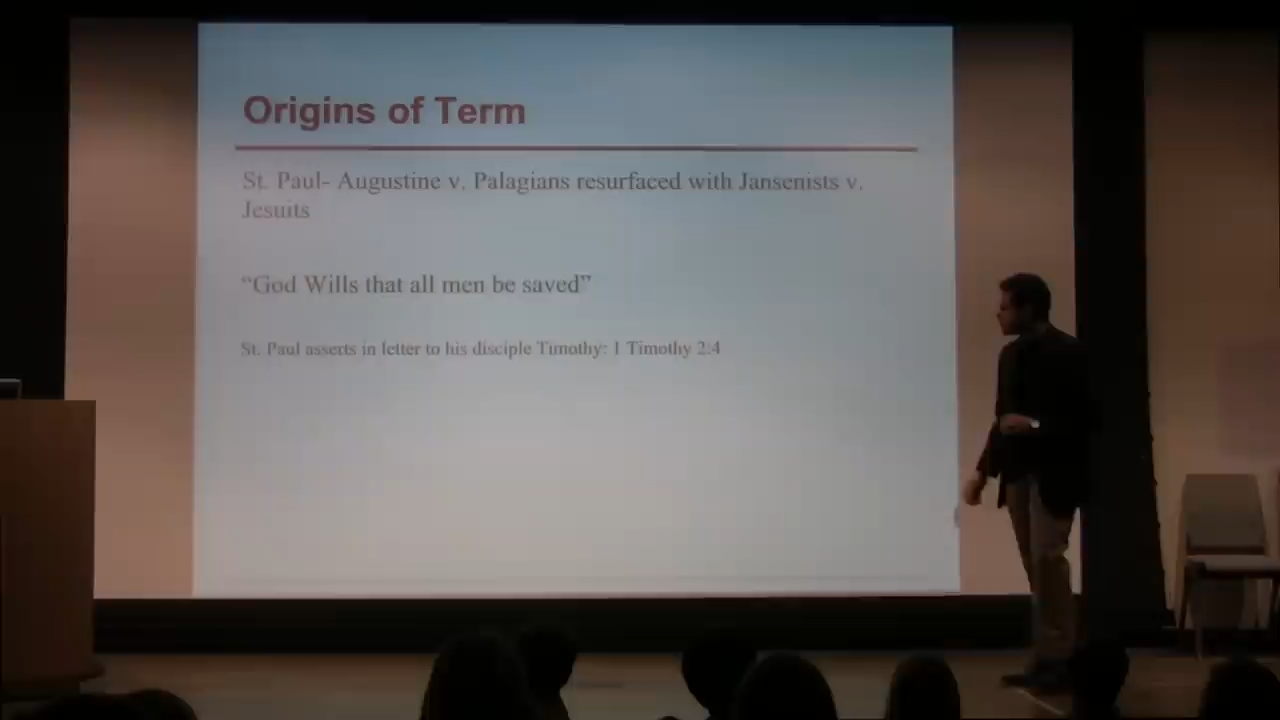 Origins of Term
St. Paul- Augustine v. Palagians resurfaced with Jansenists v.
Jesuits
“God Wills that all men be saved”
St. Paul asserts in letter to his disciple Timothy: 1 Timothy 2:4